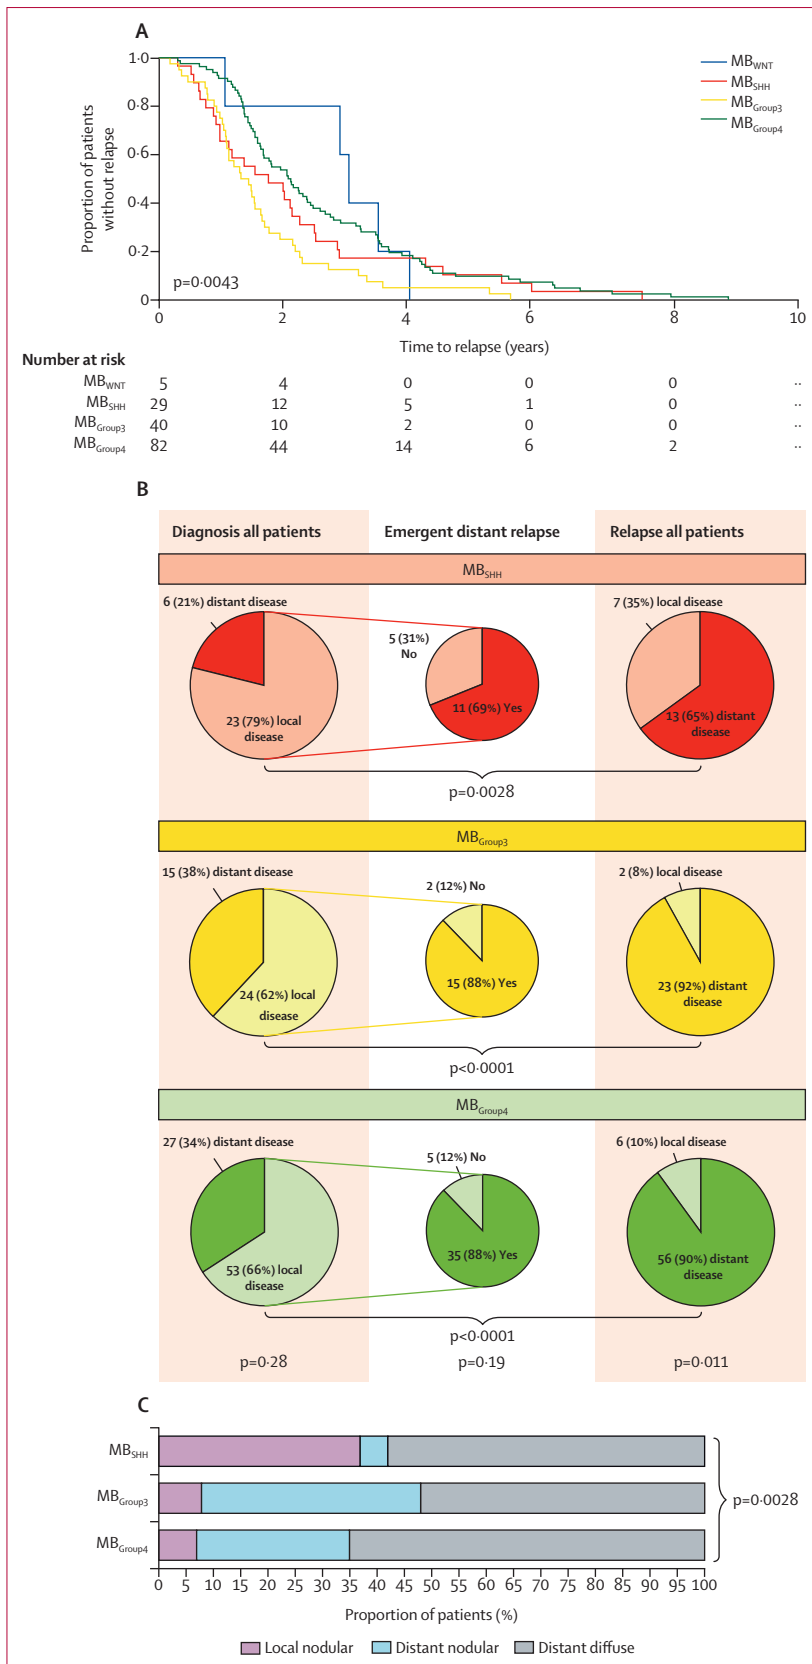 A
1·0
0·8
0·6
0·4
0·2
0
Proportion of patients
without relapse
p=0·0043
MBWNT
MBSHH
MBGroup3
MBGroup4
0 2 4 6 8 10
Time to relapse (years)
Number at risk
MBWNT 5 4 0 0 0 ··
MBSHH 29 12 5 1 0 ··
MBGroup3 40 10 2 0 0 ··
MBGroup4 82 44 14 6 2 ··
B
Diagnosis all patients Emergent distant relapse Relapse all patients
MBSHH
6 (21%) distant disease
23 (79%) local
disease
5 (31%)
No
11 (69%) Yes
7 (35%) local disease
13 (65%) distant
disease
p=0·0028
MBGroup3
15 (38%) distant disease
24 (62%) local
disease
2 (12%) No
15 (88%) Yes
2 (8%) local disease
23 (92%) distant
disease
p<0·0001
MBGroup4
27 (34%) distant disease
53 (66%) local
disease
5 (12%) No
35 (88%) Yes
6 (10%) local disease
56 (90%) distant
disease
p<0·0001
p=0·28 p=0·19 p=0·011
C
MBSHH
MBGroup3
MBGroup4
p=0·0028
0 5 10 15 20 25 30 35 40 45 50 55 60 65 70 75 80 85 90 95 100
Proportion of patients (%)
Local nodular Distant nodular Distant diffuse